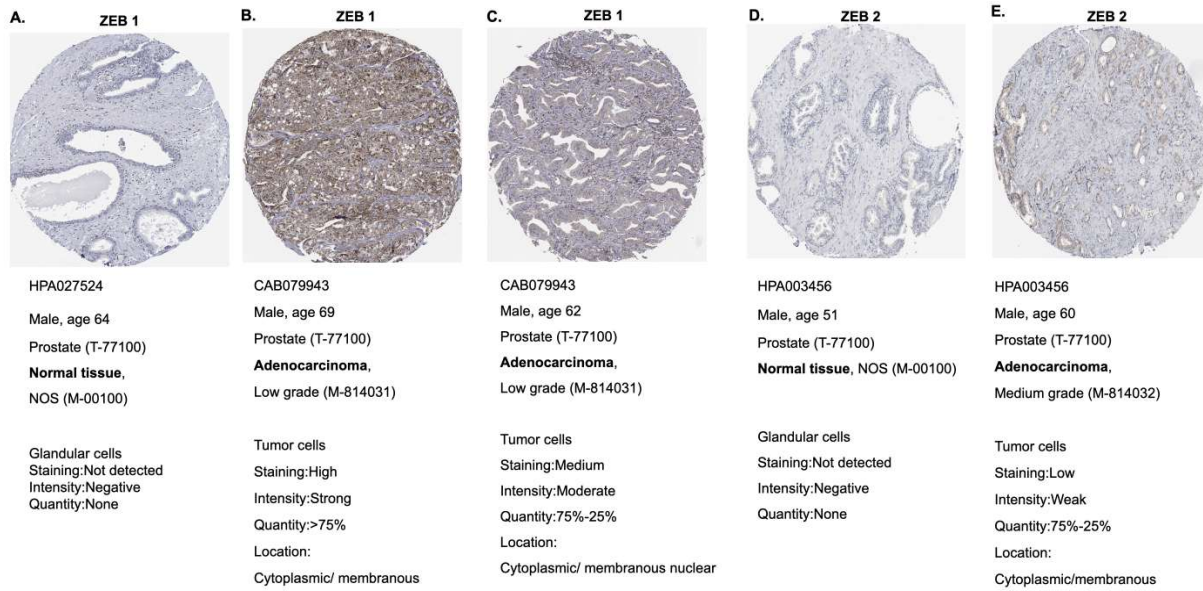 A. ZEB 1
HPA027524
Male, age 64
Prostate (T-77100)
Normal tissue,
NOS (M-00100)
Glandular cells
Staining:Not detected
Intensity:Negative
Quantity:None
B. ZEB 1
CAB079943
Male, age 69
Prostate (T-77100)
Adenocarcinoma,
Low grade (M-814031)
Tumor cells
Staining:High
Intensity:Strong
Quantity:>75%
Location:
Cytoplasmic/ membranous
C. ZEB 1
CAB079943
Male, age 62
Prostate (T-77100)
Adenocarcinoma,
Low grade (M-814031)
Tumor cells
Staining:Medium
Intensity:Moderate
Quantity:75%-25%
Location:
Cytoplasmic/ membranous nuclear
D. ZEB 2
HPA003456
Male, age 51
Prostate (T-77100)
Normal tissue, NOS (M-00100)
Glandular cells
Staining:Not detected
Intensity:Negative
Quantity:None
E. ZEB 2
HPA003456
Male, age 60
Prostate (T-77100)
Adenocarcinoma,
Medium grade (M-814032)
Tumor cells
Staining:Low
Intensity:Weak
Quantity:75%-25%
Location:
Cytoplasmic/membranous